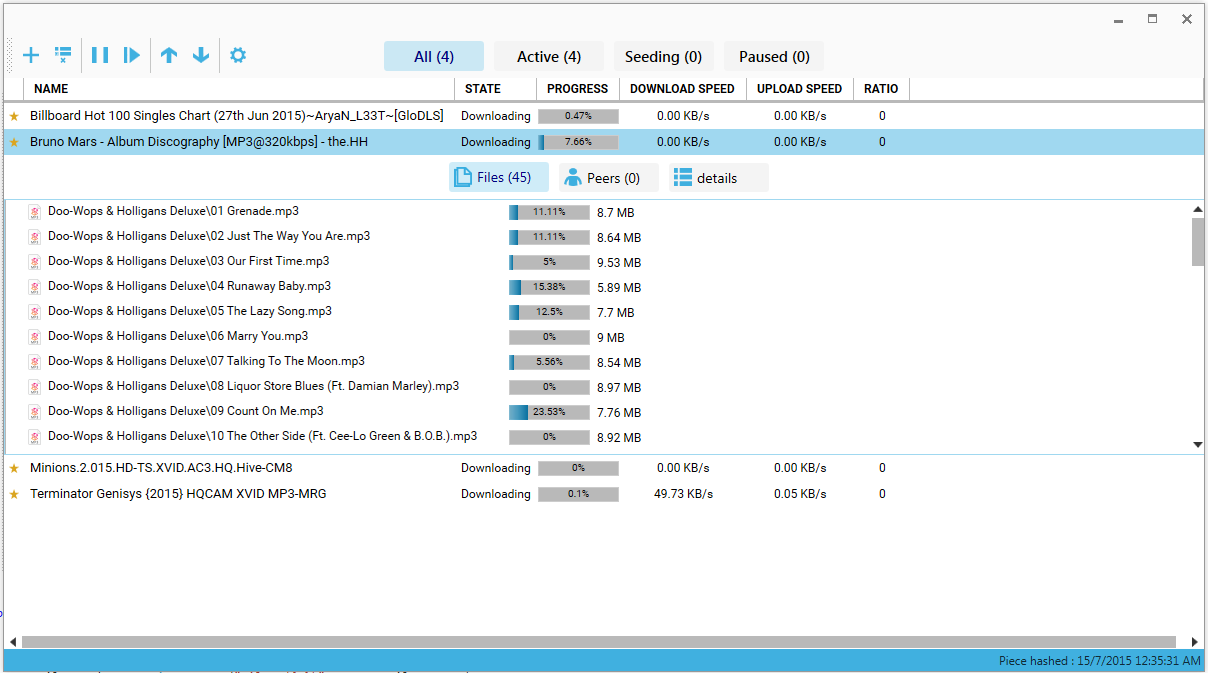 All (4) Active (4) Seeding (0) Paused (0)
NAME STATE PROGRESS DOWNLOAD SPEED UPLOAD SPEED RATIO
Billboard Hot 100 Singles Chart (27th Jun 2015)~AryaN_L33T~[GloDLS] Downloading 0.47% 0.00 KB/s 0.00 KB/s 0
Bruno Mars - Album Discography [MP3@320kbps] - the.HH Downloading 7.66% 0.00 KB/s 0.00 KB/s 0
Files (45) Peers (0) details
Doo-Wops & Holligans Deluxe\01 Grenade.mp3 11.11% 8.7 MB
Doo-Wops & Holligans Deluxe\02 Just The Way You Are.mp3 11.11% 8.64 MB
Doo-Wops & Holligans Deluxe\03 Our First Time.mp3 5% 9.53 MB
Doo-Wops & Holligans Deluxe\04 Runaway Baby.mp3 15.38% 5.89 MB
Doo-Wops & Holligans Deluxe\05 The Lazy Song.mp3 12.5% 7.7 MB
Doo-Wops & Holligans Deluxe\06 Marry You.mp3 0% 9 MB
Doo-Wops & Holligans Deluxe\07 Talking To The Moon.mp3 5.56% 8.54 MB
Doo-Wops & Holligans Deluxe\08 Liquor Store Blues (Ft. Damian Marley).mp3 0% 8.97 MB
Doo-Wops & Holligans Deluxe\09 Count On Me.mp3 23.53% 7.76 MB
Doo-Wops & Holligans Deluxe\10 The Other Side (Ft. Cee-Lo Green & B.O.B.).mp3 0% 8.92 MB
Minions.2.015.HD-TS.XVID.AC3.HQ.Hive-CM8 Downloading 0% 0.00 KB/s 0.00 KB/s 0
Terminator Genisys {2015} HQCAM XVID MP3-MRG Downloading 0.1% 49.73 KB/s 0.05 KB/s 0
Piece hashed : 15/7/2015 12:35:31 AM